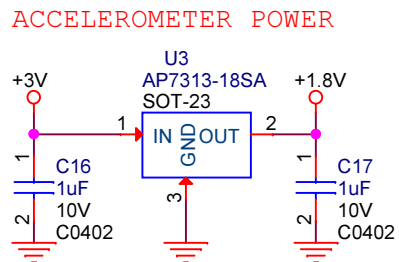 ACCELEROMETER POWER
U3
AP7313-18SA
SOT-23
+3V
+1.8V
1
IN
GND
OUT
2
3
1
C16
1uF
10V
C0402
2
1
C17
1uF
10V
C0402
2